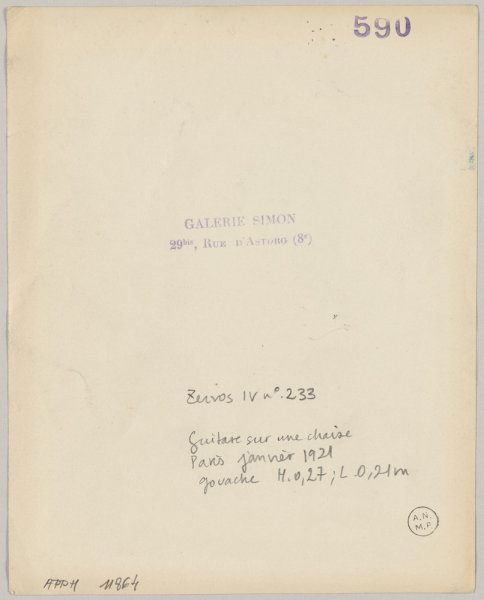 590
GALERIE SIMON
29bis, RUE D'ASTORG (8e)
Zervos IV n°.233
Guitare sur une chaise
Paris janvier 1921
gouache H.0,27; L 0,21m
A.N.
M.P.
APPH 11864